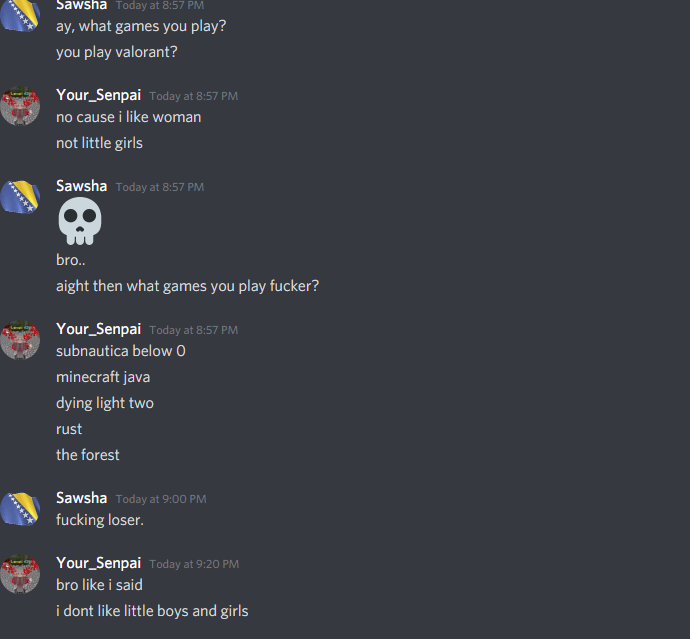 Sawsha Today at 8:57 PM
ay, what games you play?
you play valorant?
Your_Senpai Today at 8:57 PM
no cause i like woman
not little girls
Sawsha Today at 8:57 PM
bro..
aight then what games you play fucker?
Your_Senpai Today at 8:57 PM
subnautica below 0
minecraft java
dying light two
rust
the forest
Sawsha Today at 9:00 PM
fucking loser.
Your_Senpai Today at 9:20 PM
bro like i said
i dont like little boys and girls